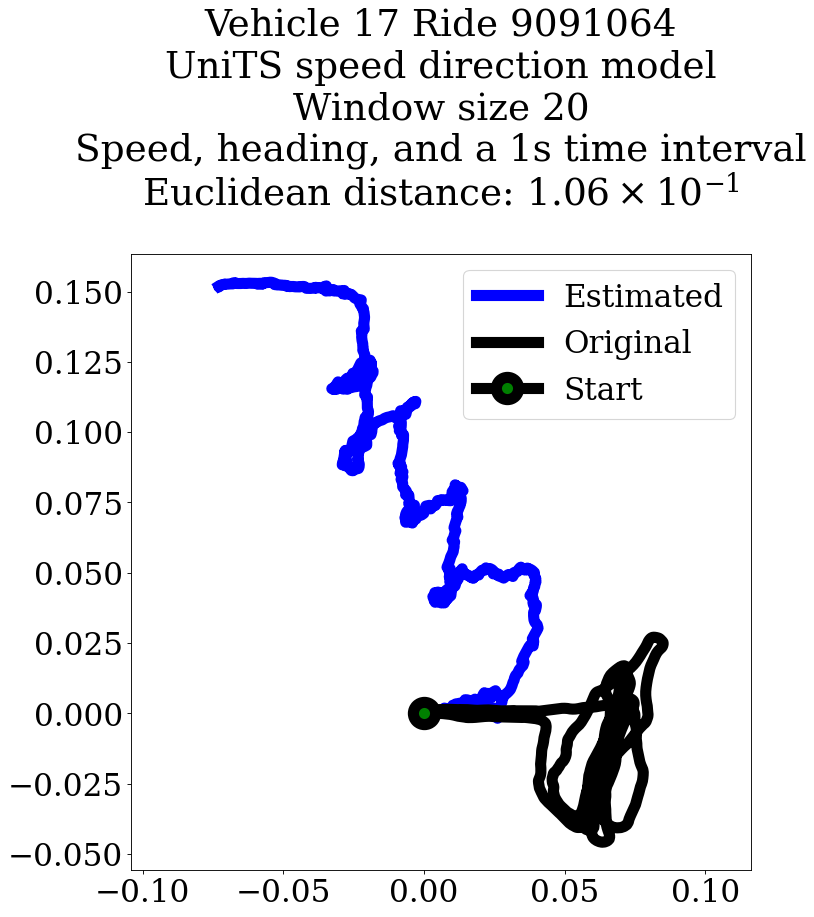 Vehicle 17 Ride 9091064
UniTS speed direction model
Window size 20
Speed, heading, and a 1s time interval
Euclidean distance: 1.06 × 10⁻¹
Estimated
Original
Start
0.150
0.125
0.100
0.075
0.050
0.025
0.000
−0.025
−0.050
−0.10 −0.05 0.00 0.05 0.10